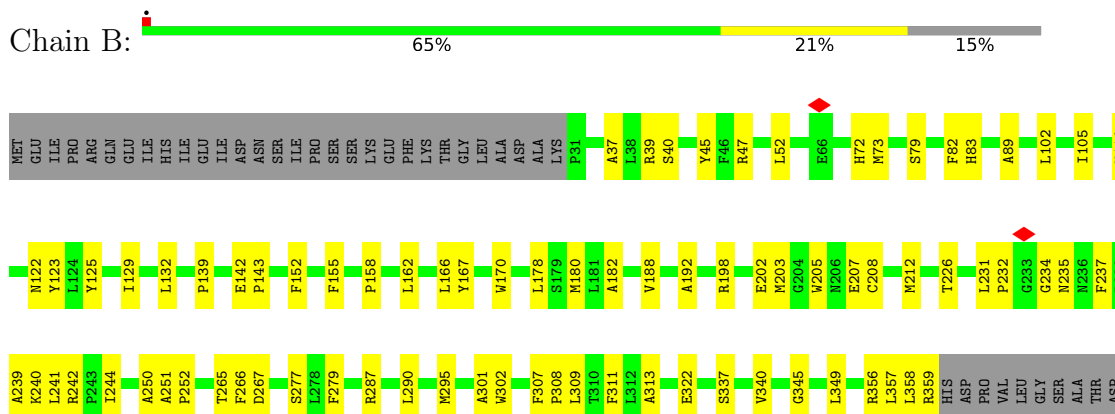 Chain B:
65% 21% 15%
MET GLU ILE PRO ARG GLN GLU ILE HIS ILE GLU ILE ASP ASN SER ILE PRO SER SER LYS GLU PHE LYS THR GLY LEU ALA ASP ALA LYS P31 A37 L38 R39 S40 Y45 F46 R47 L52 E66 H72 M73 S79 F82 H83 A89 L102 I105
N122 Y123 L124 Y125 I129 L132 P139 E142 P143 F152 F155 P158 L162 L166 Y167 W170 L178 S179 M180 L181 A182 V188 A192 R198 E202 M203 G204 W205 N206 E207 C208 M212 T226 L231 P232 G233 G234 N235 N236 F237
A239 K240 L241 R242 P243 I244 A250 A251 P252 T265 F266 D267 S277 L278 F279 R287 L290 M295 A301 W302 F307 P308 L309 T310 F311 L312 A313 E322 S337 V340 G345 L349 R356 L357 L358 R359 HIS ASP PRO VAL LEU GLY SER ALA THR